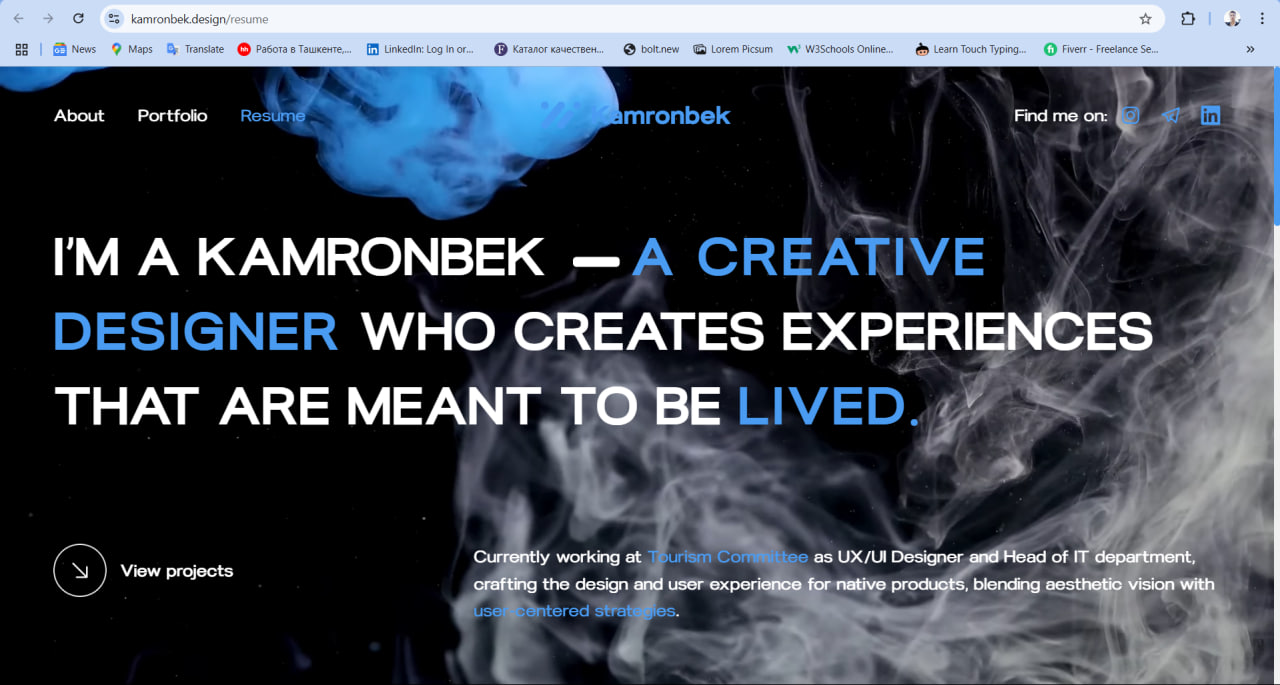 kamronbek.design/resume
News
Maps
Translate
hh
Работа в Ташкенте,...
LinkedIn: Log In or...
Каталог качествен...
bolt.new
Lorem Picsum
W3Schools Online...
Learn Touch Typing...
Fiverr - Freelance Se...
About
Portfolio
Resume
Kamronbek
Find me on:
I'M A KAMRONBEK — A CREATIVE
DESIGNER WHO CREATES EXPERIENCES
THAT ARE MEANT TO BE LIVED.
View projects
Currently working at Tourism Committee as UX/UI Designer and Head of IT department,
crafting the design and user experience for native products, blending aesthetic vision with
user-centered strategies.